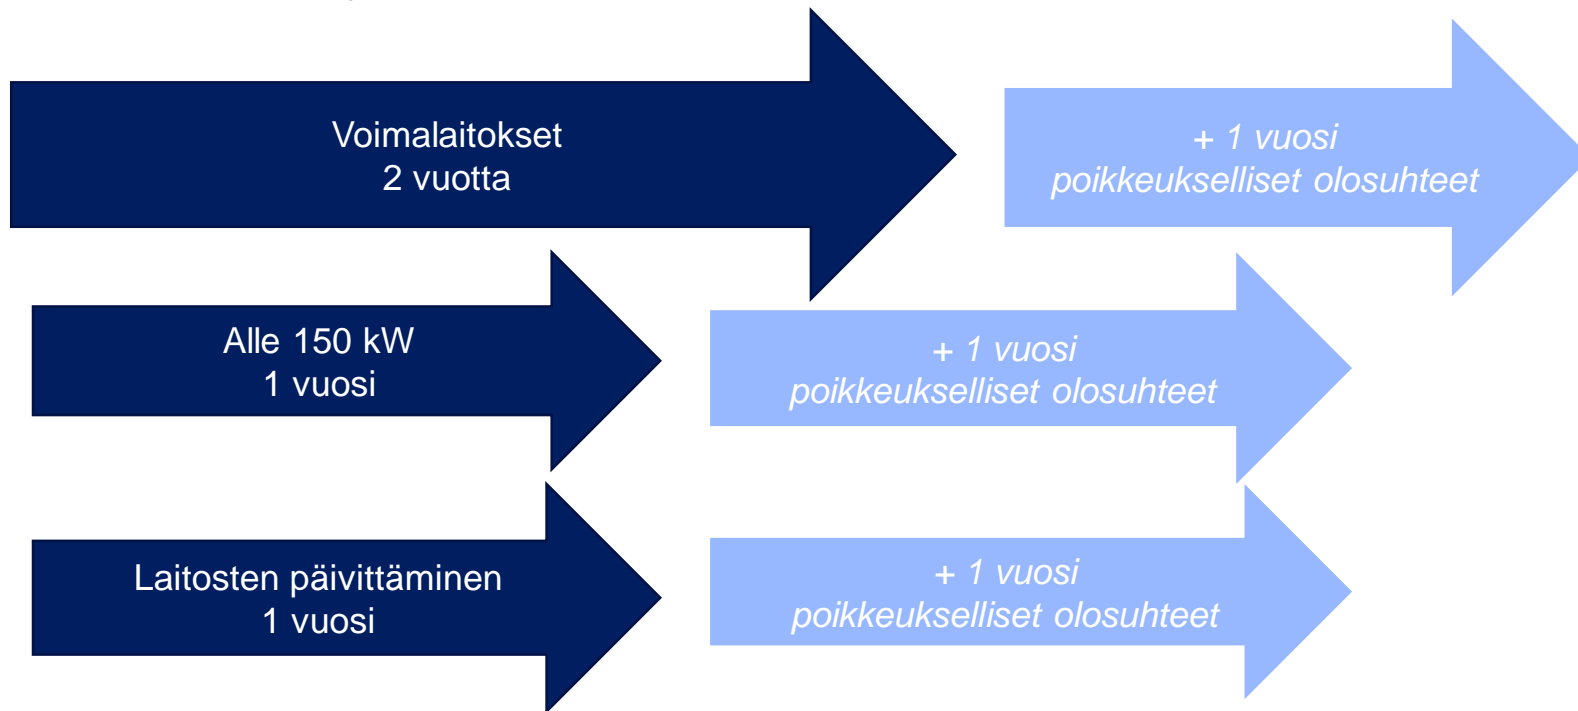 Voimalaitokset
2 vuotta
+ 1 vuosi
poikkeukselliset olosuhteet
Alle 150 kW
1 vuosi
+ 1 vuosi
poikkeukselliset olosuhteet
Laitosten päivittäminen
1 vuosi
+ 1 vuosi
poikkeukselliset olosuhteet